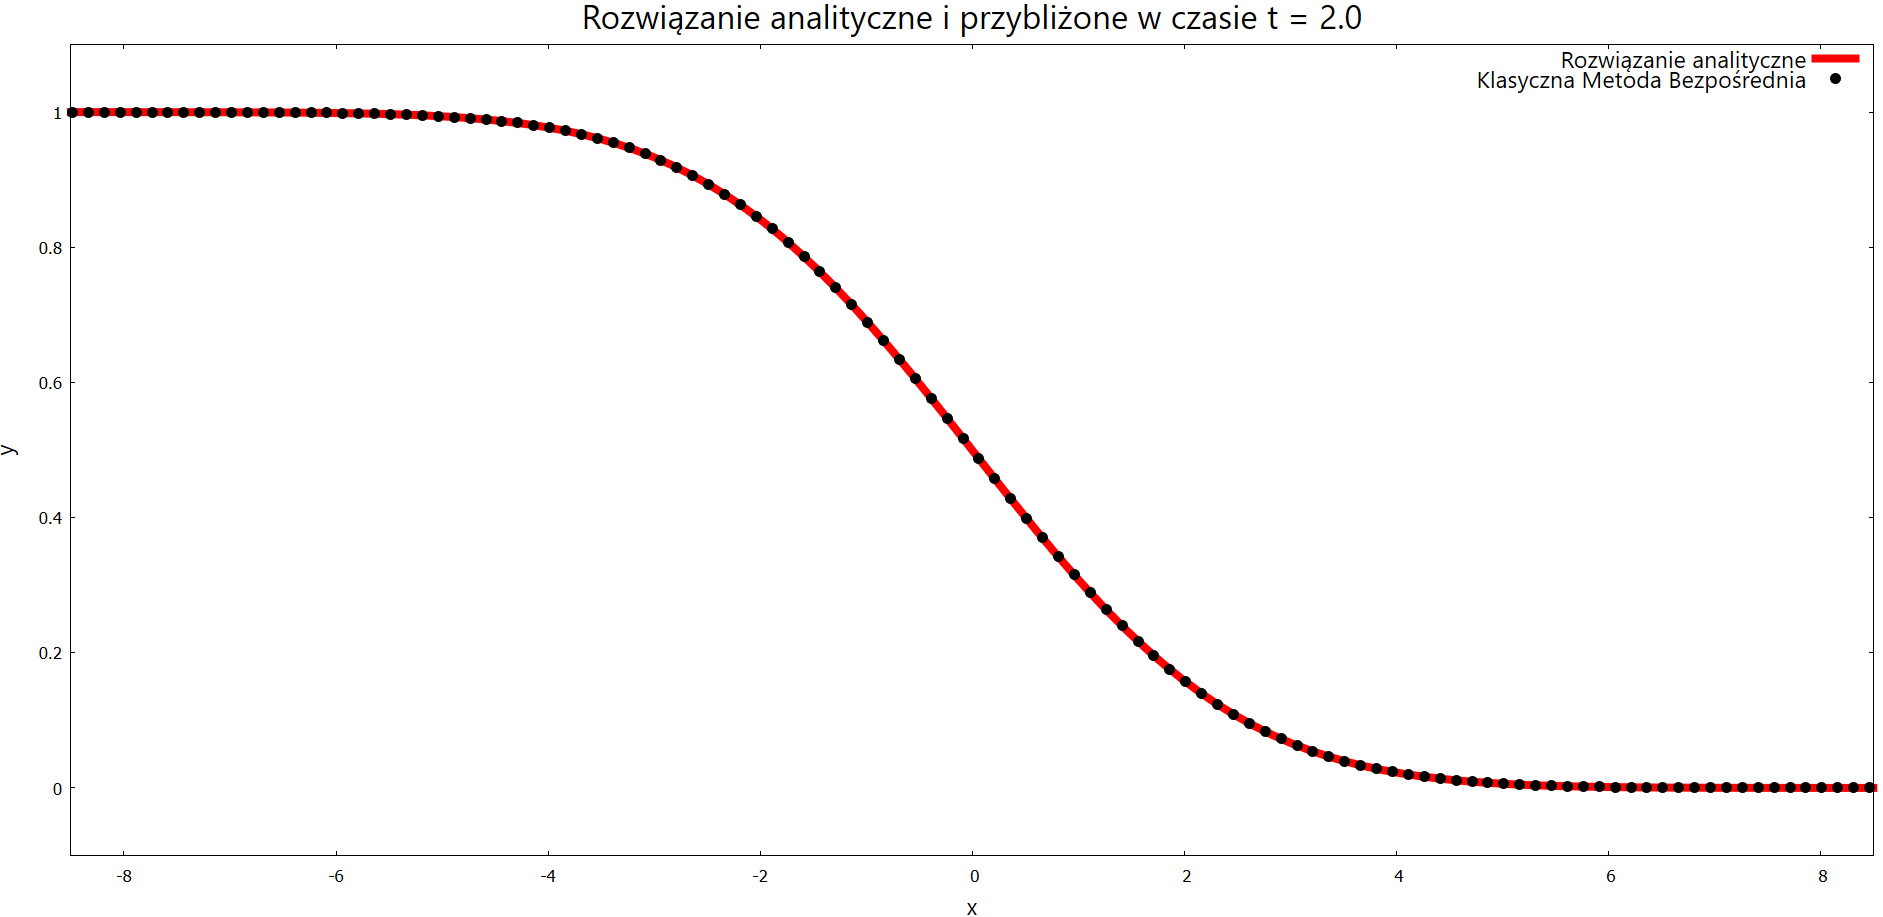 Rozwiązanie analityczne i przybliżone w czasie t = 2.0
Rozwiązanie analityczne
Klasyczna Metoda Bezpośrednia
1
0.8
0.6
0.4
0.2
0
y
-8 -6 -4 -2 0 2 4 6 8
x